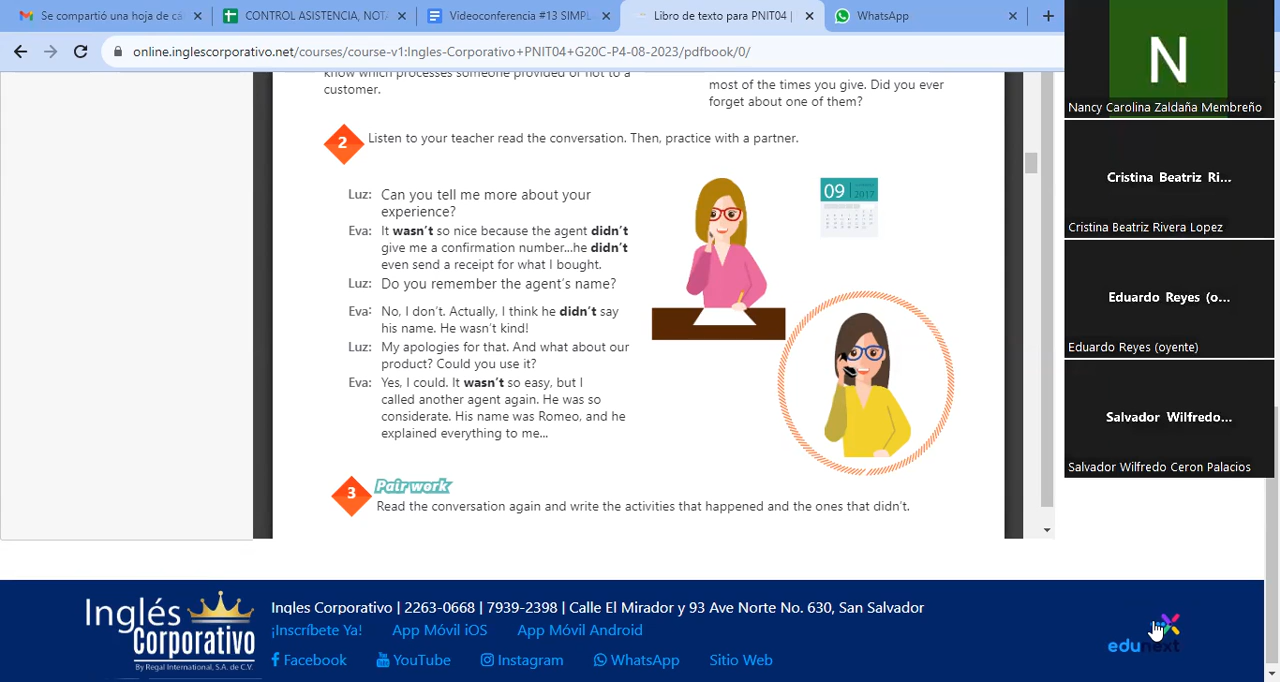 Se compartió una hoja de cá
CONTROL ASISTENCIA, NOTA
Videoconferencia #13 SIMPL
Libro de texto para PNIT04 |
WhatsApp
online.inglescorporativo.net/courses/course-v1:Ingles-Corporativo+PNIT04+G20C-P4-08-2023/pdfbook/0/
know which processes someone provided or not to a
customer.
most of the times you give. Did you ever
forget about one of them?
2 Listen to your teacher read the conversation. Then, practice with a partner.
Luz: Can you tell me more about your
experience?
Eva: It wasn't so nice because the agent didn't
give me a confirmation number...he didn't
even send a receipt for what I bought.
Luz: Do you remember the agent's name?
Eva: No, I don't. Actually, I think he didn't say
his name. He wasn't kind!
Luz: My apologies for that. And what about our
product? Could you use it?
Eva: Yes, I could. It wasn't so easy, but I
called another agent again. He was so
considerate. His name was Romeo, and he
explained everything to me...
09
2017
3 Pair work
Read the conversation again and write the activities that happened and the ones that didn't.
N
Nancy Carolina Zaldaña Membreño
Cristina Beatriz Ri...
Cristina Beatriz Rivera Lopez
Eduardo Reyes (o...
Eduardo Reyes (oyente)
Salvador Wilfredo...
Salvador Wilfredo Ceron Palacios
Inglés
Corporativo
By Regal International, S.A. de C.V.
Ingles Corporativo | 2263-0668 | 7939-2398 | Calle El Mirador y 93 Ave Norte No. 630, San Salvador
¡Inscríbete Ya! App Móvil iOS App Móvil Android
Facebook YouTube Instagram WhatsApp Sitio Web
edunext